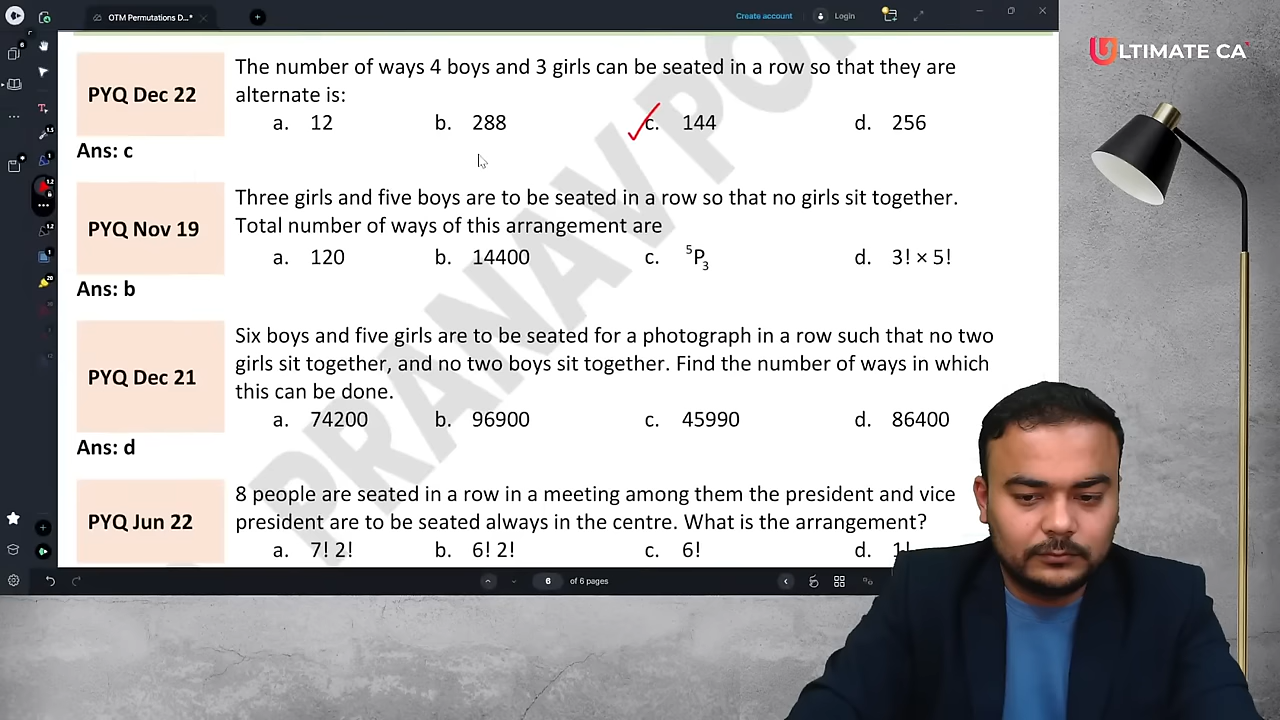 OTM Permutations D...*
Create account
Login
ULTIMATE CA
PYQ Dec 22
The number of ways 4 boys and 3 girls can be seated in a row so that they are
alternate is:
a. 12 b. 288 c. 144 d. 256
Ans: c
PYQ Nov 19
Three girls and five boys are to be seated in a row so that no girls sit together.
Total number of ways of this arrangement are
a. 120 b. 14400 c. ⁵P₃ d. 3! × 5!
Ans: b
PYQ Dec 21
Six boys and five girls are to be seated for a photograph in a row such that no two
girls sit together, and no two boys sit together. Find the number of ways in which
this can be done.
a. 74200 b. 96900 c. 45990 d. 86400
Ans: d
PYQ Jun 22
8 people are seated in a row in a meeting among them the president and vice
president are to be seated always in the centre. What is the arrangement?
a. 7! 2! b. 6! 2! c. 6! d. 1!
PRANAV
6 of 6 pages